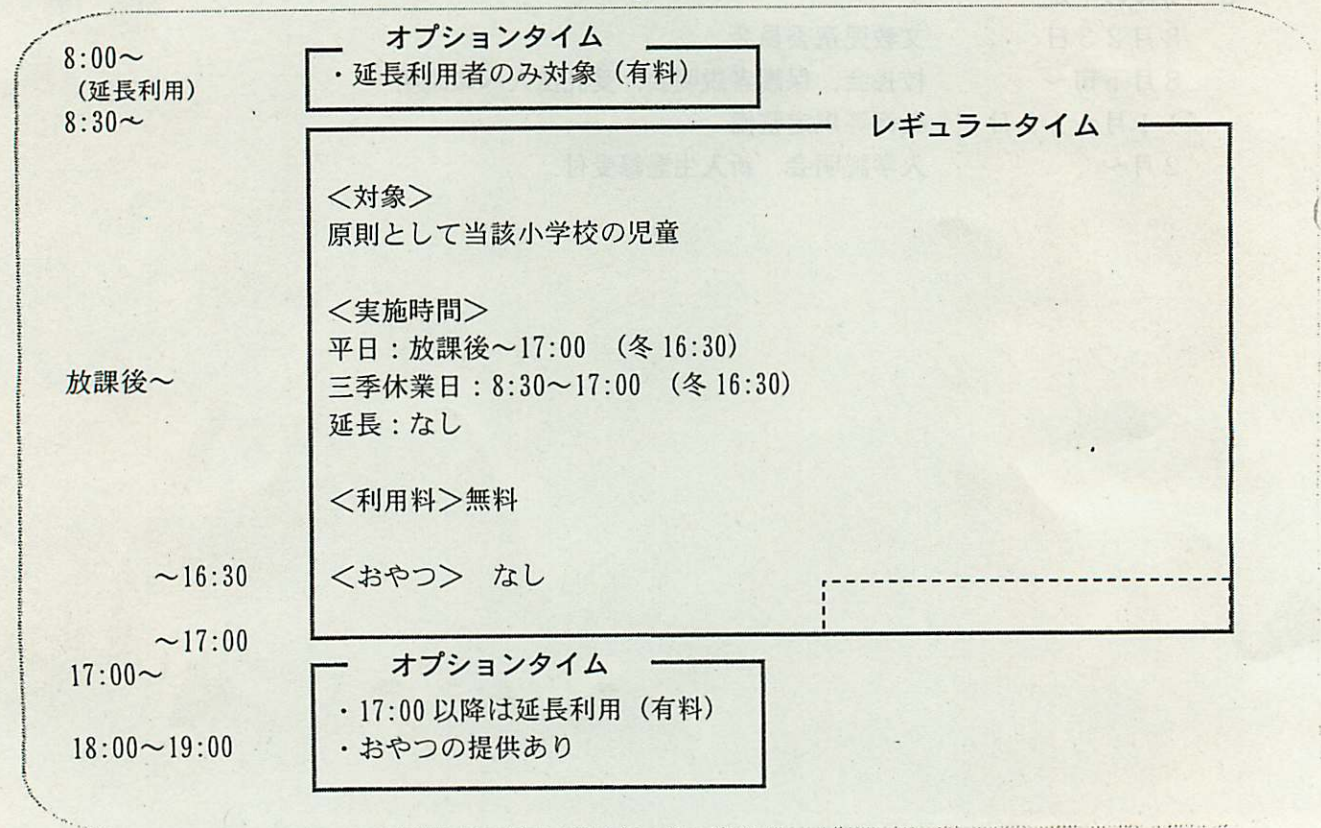 オプションタイム
8:00～
(延長利用)
・延長利用者のみ対象（有料）
8:30～
レギュラータイム
＜対象＞
原則として当該小学校の児童
＜実施時間＞
平日：放課後～17:00　（冬 16:30）
放課後～
三季休業日：8:30～17:00　（冬 16:30）
延長：なし
＜利用料＞無料
～16:30
＜おやつ＞　なし
～17:00
オプションタイム
17:00～
・17:00 以降は延長利用（有料）
18:00～19:00
・おやつの提供あり